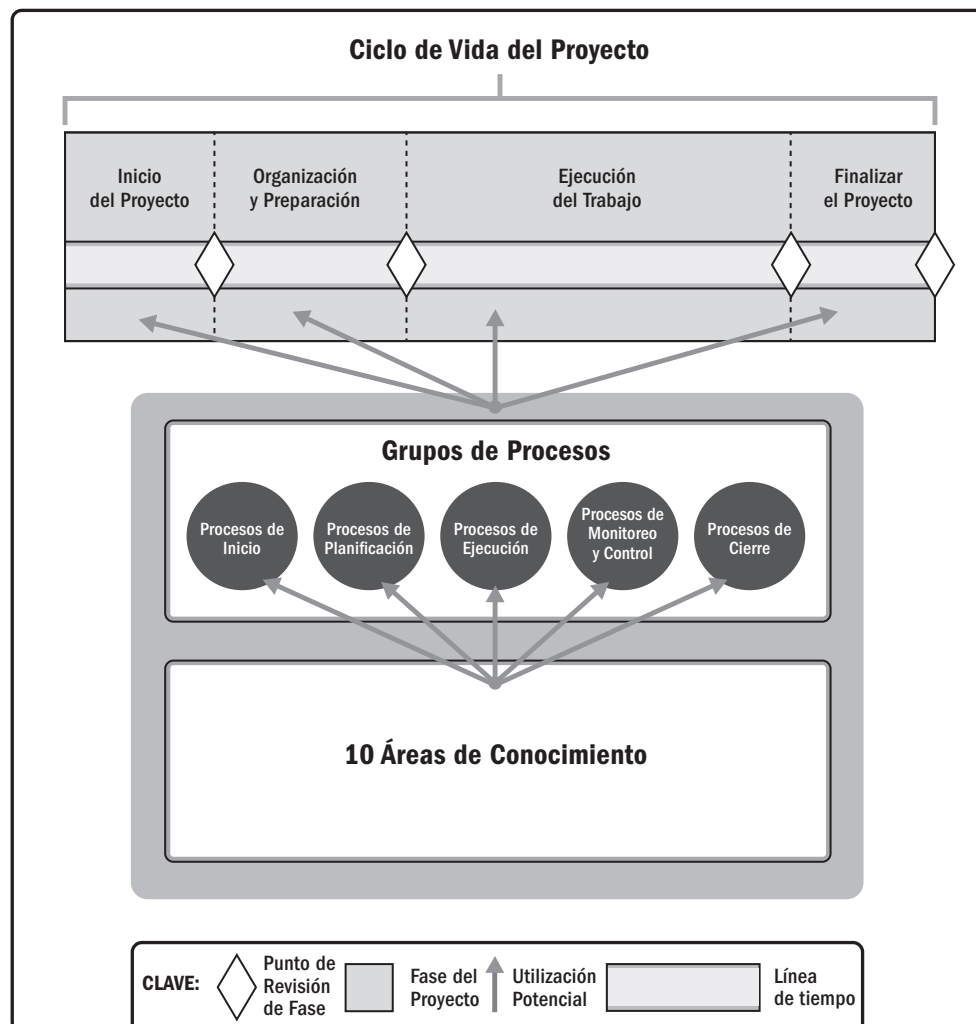 Ciclo de Vida del Proyecto
Inicio
del Proyecto
Organización
y Preparación
Ejecución
del Trabajo
Finalizar
el Proyecto
Grupos de Procesos
Procesos de
Inicio
Procesos de
Planificación
Procesos de
Ejecución
Procesos de
Monitoreo
y Control
Procesos de
Cierre
10 Áreas de Conocimiento
CLAVE:
Punto de
Revisión
de Fase
Fase del
Proyecto
Utilización
Potencial
Línea
de tiempo